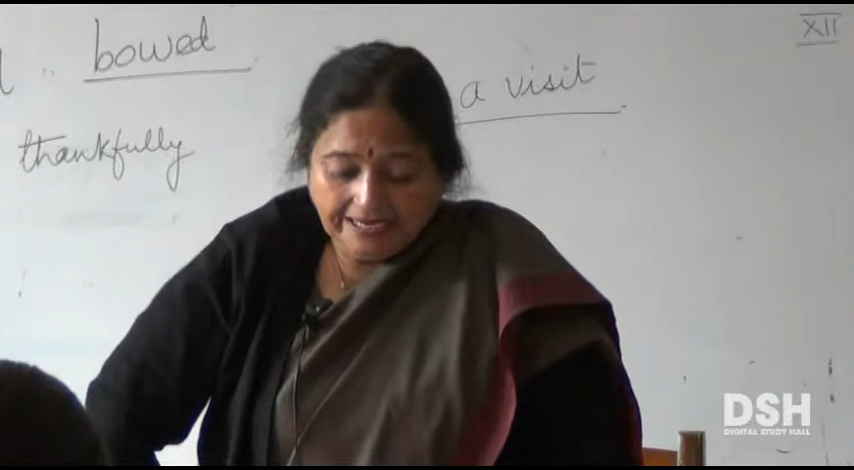 XII
bowed
a visit
thankfully
DSH
DIGITAL STUDY HALL